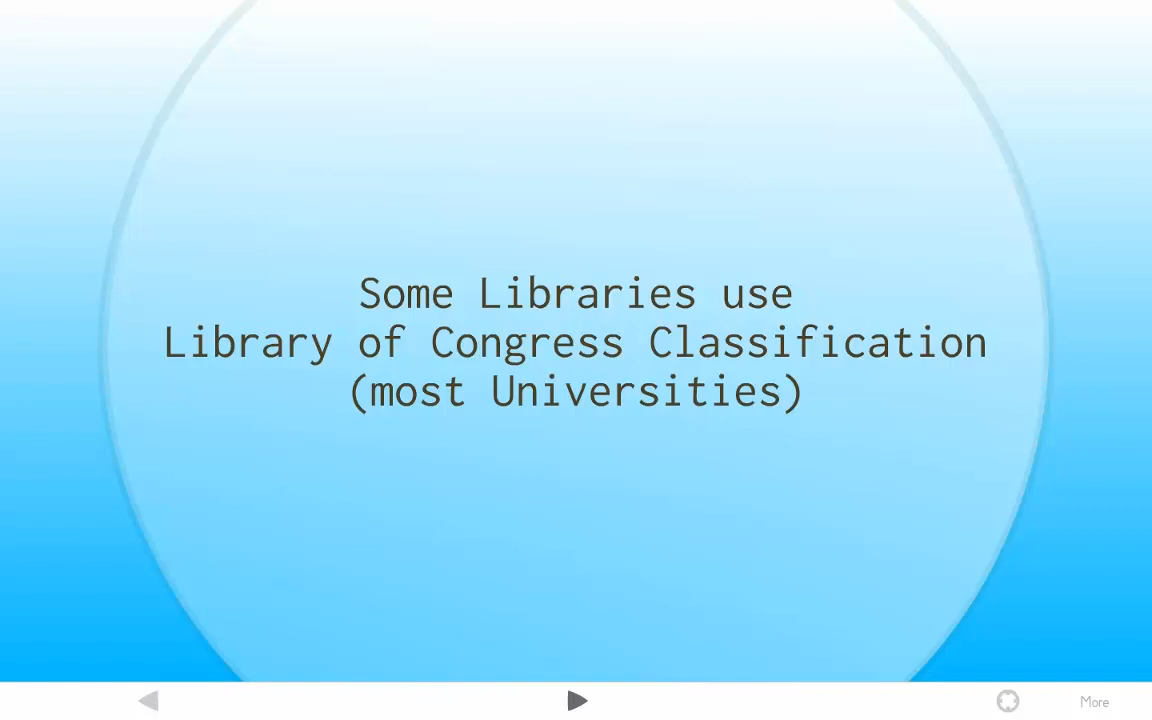 Some Libraries use
Library of Congress Classification
(most Universities)
More